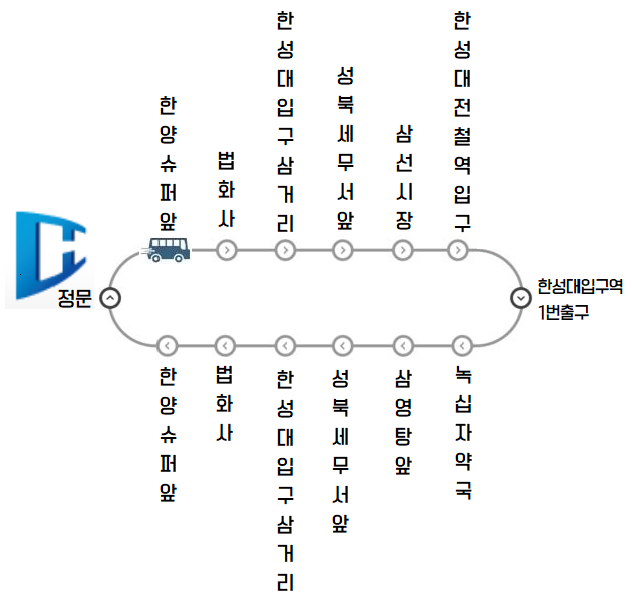 한양슈퍼앞
법화사
한성대입구삼거리
성북세무서앞
삼선시장
한성대전철역입구
정문
한성대입구역
1번출구
한양슈퍼앞
법화사
한성대입구삼거리
성북세무서앞
삼영탕앞
녹십자약국